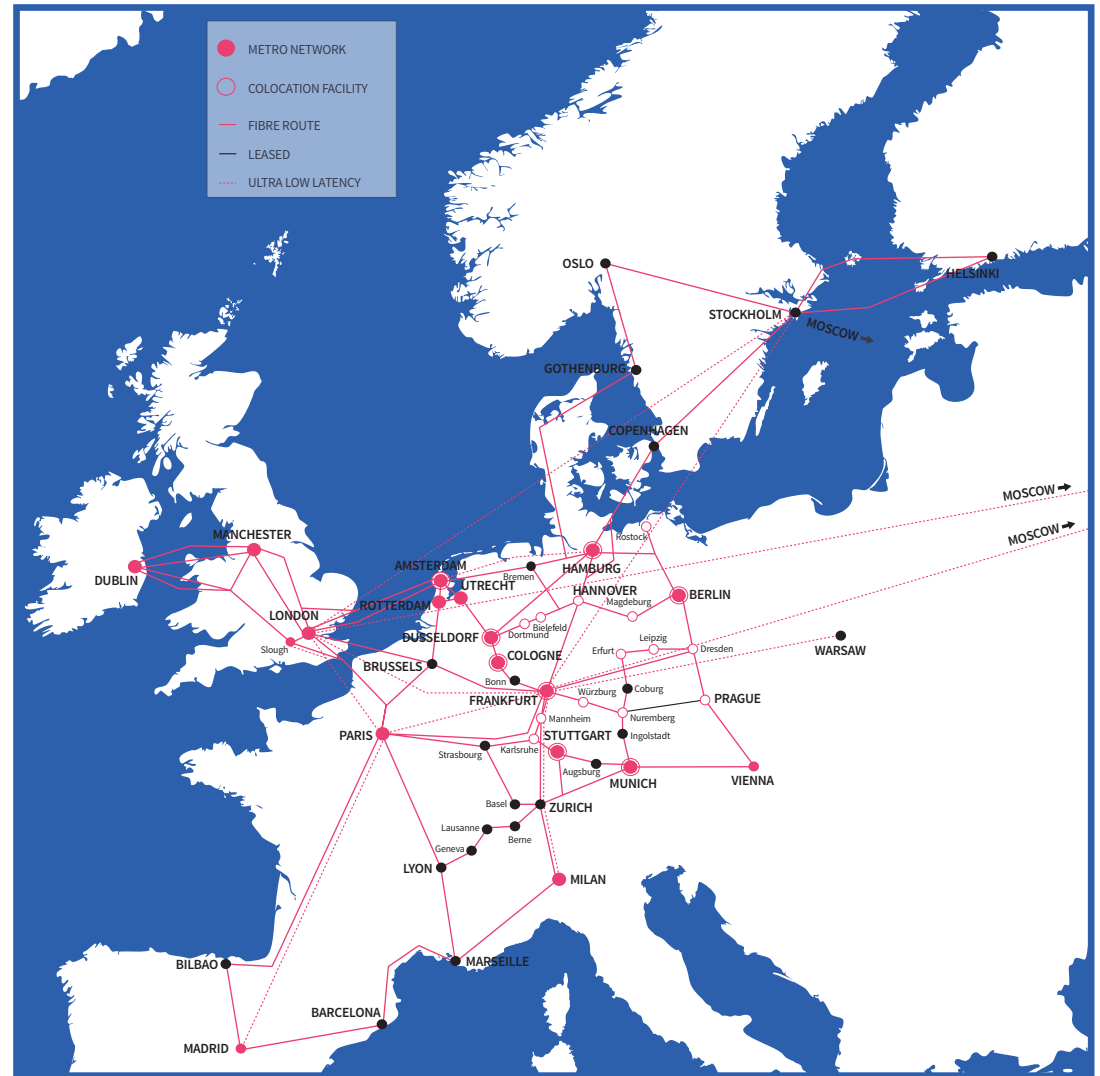 METRO NETWORK
COLOCATION FACILITY
FIBRE ROUTE
LEASED
ULTRA LOW LATENCY
OSLO
HELSINKI
STOCKHOLM
MOSCOW
GOTHENBURG
COPENHAGEN
MOSCOW
MOSCOW
Rostock
MANCHESTER
DUBLIN
AMSTERDAM
Bremen
HAMBURG
UTRECHT
HANNOVER
BERLIN
ROTTERDAM
Magdeburg
LONDON
Bielefeld
Dortmund
DUSSELDORF
Slough
Leipzig
Erfurt
Dresden
WARSAW
COLOGNE
BRUSSELS
Bonn
Coburg
FRANKFURT
Würzburg
PRAGUE
Mannheim
Nuremberg
PARIS
STUTTGART
Ingolstadt
Karlsruhe
Strasbourg
Augsburg
MUNICH
VIENNA
Basel
ZURICH
Lausanne
Berne
Geneva
LYON
MILAN
BILBAO
MARSEILLE
BARCELONA
MADRID